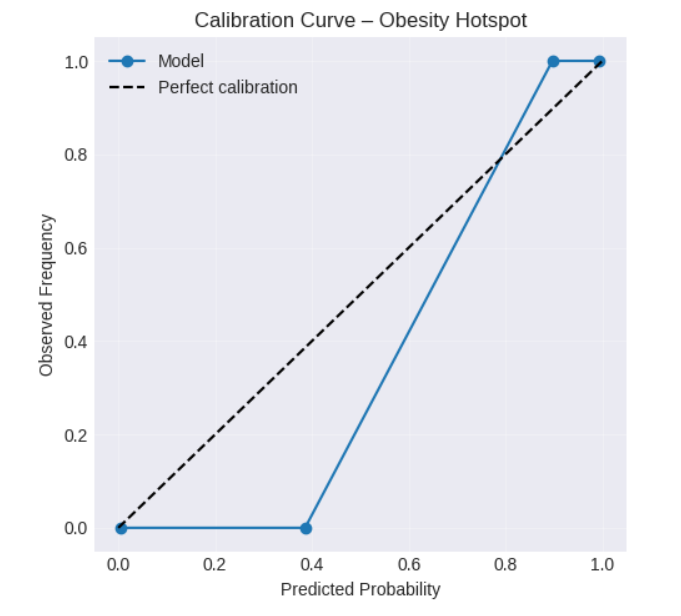 Calibration Curve – Obesity Hotspot
Model
Perfect calibration
Observed Frequency
1.0
0.8
0.6
0.4
0.2
0.0
0.0 0.2 0.4 0.6 0.8 1.0
Predicted Probability